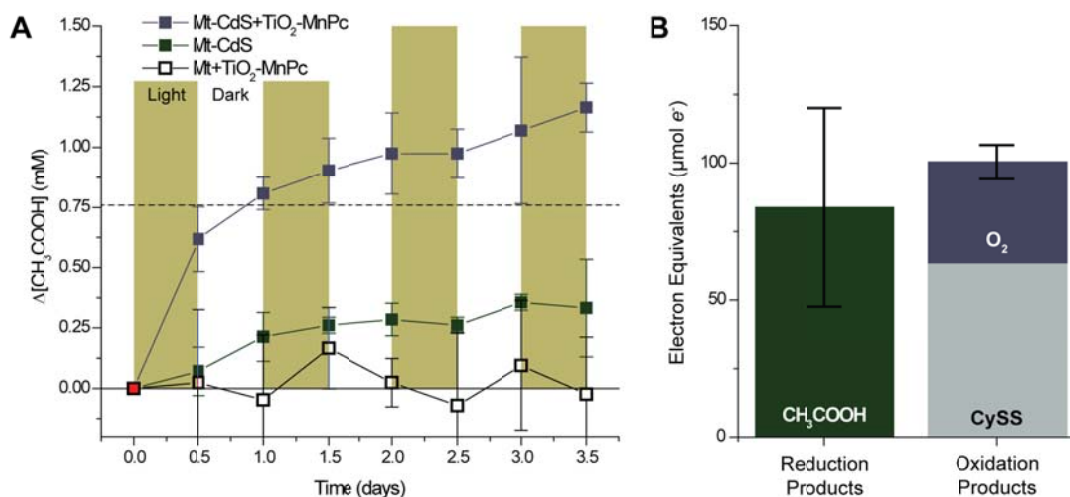 A
Mt-CdS+TiO₂-MnPc
Mt-CdS
Mt+TiO₂-MnPc
Light Dark
1.50
1.25
1.00
0.75
0.50
0.25
0.00
Δ[CH₃COOH] (mM)
0.0 0.5 1.0 1.5 2.0 2.5 3.0 3.5
Time (days)
B
150
100
50
0
Electron Equivalents (μmol e⁻)
O₂
CH₃COOH
CySS
Reduction
Products
Oxidation
Products